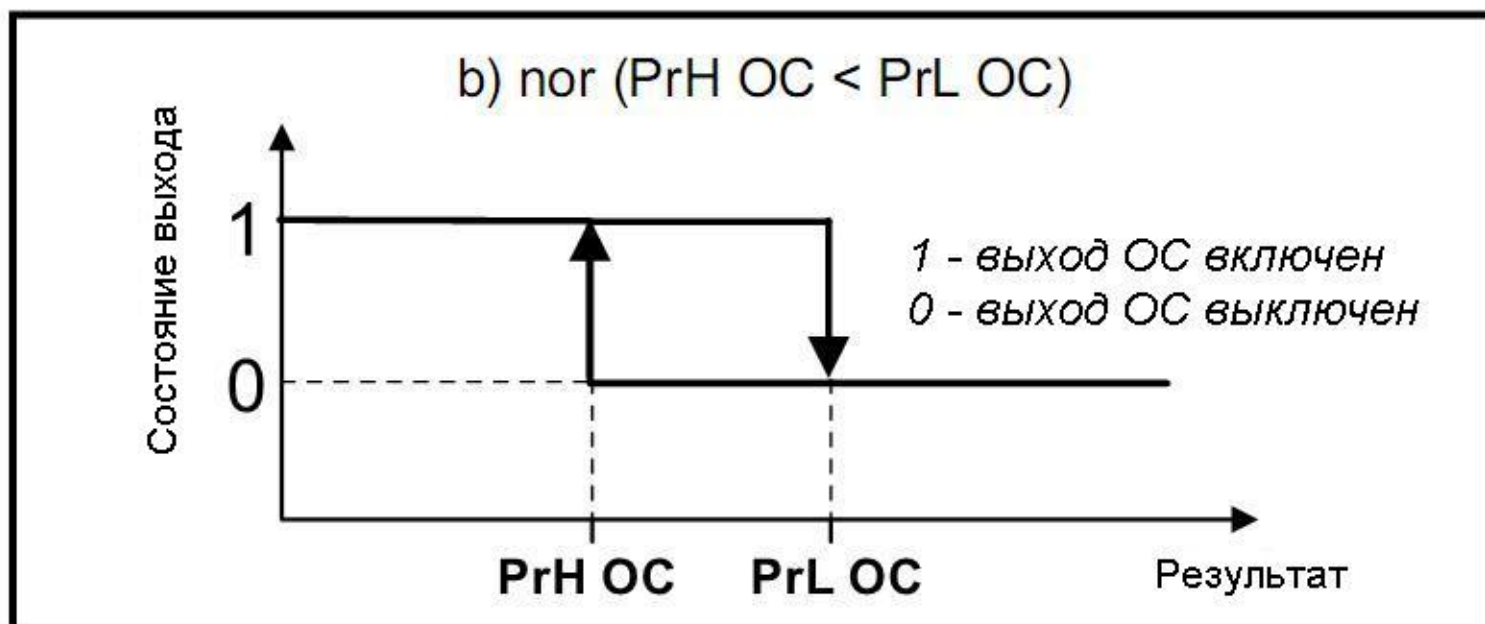 b) nor (PrH OC < PrL OC)
Состояние выхода
1
0
1 - выход ОС включен
0 - выход ОС выключен
PrH OC
PrL OC
Результат